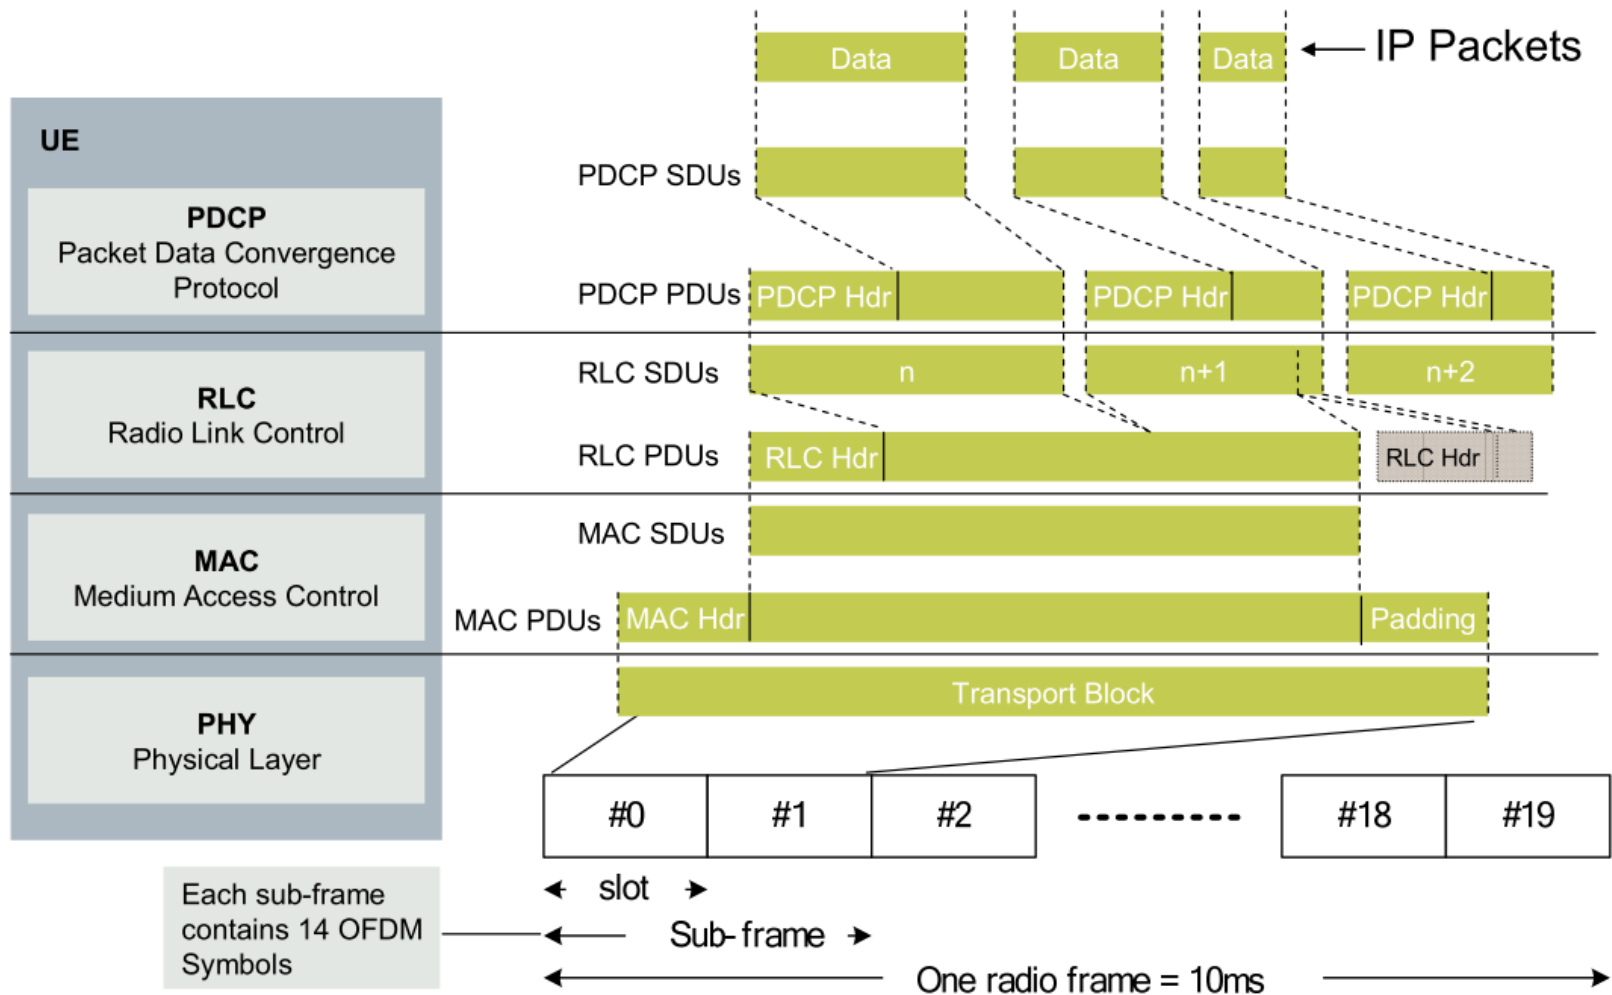 Data
Data
Data
IP Packets
UE
PDCP SDUs
PDCP
Packet Data Convergence
Protocol
PDCP PDUs
PDCP Hdr
PDCP Hdr
PDCP Hdr
RLC SDUs
n
n+1
n+2
RLC
Radio Link Control
RLC PDUs
RLC Hdr
RLC Hdr
MAC SDUs
MAC
Medium Access Control
MAC PDUs
MAC Hdr
Padding
Transport Block
PHY
Physical Layer
#0
#1
#2
#18
#19
Each sub-frame
contains 14 OFDM
Symbols
slot
Sub-frame
One radio frame = 10ms